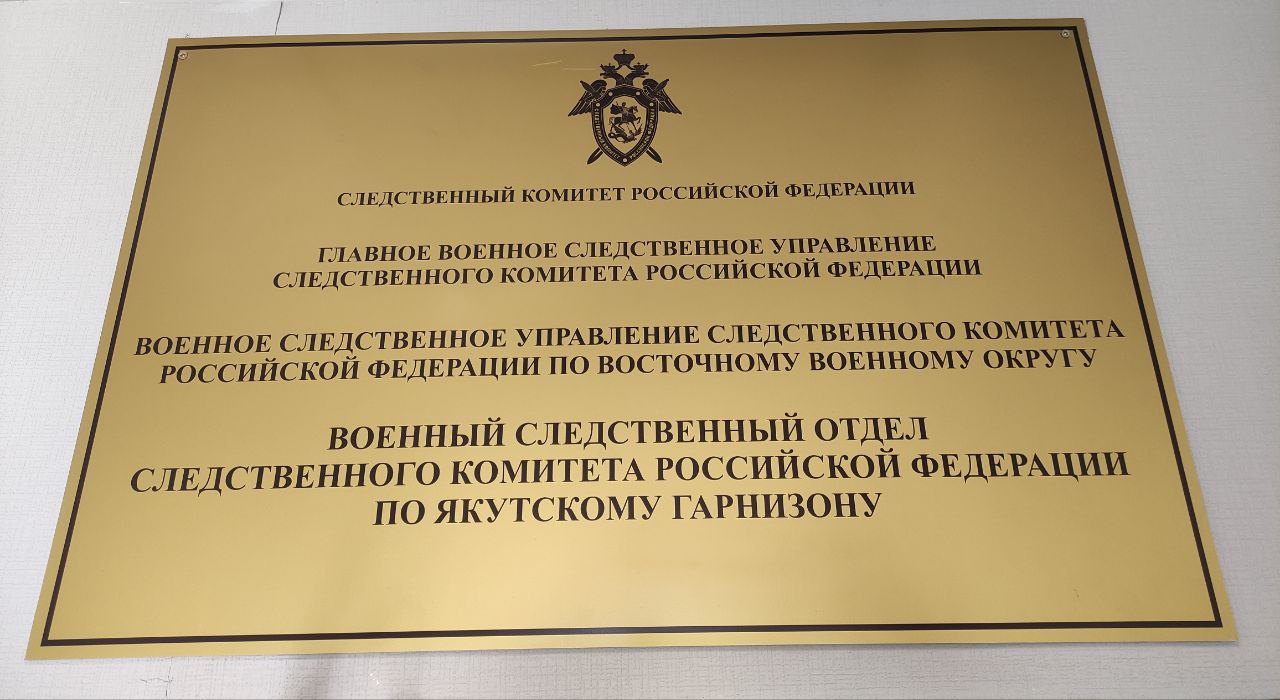 СЛЕДСТВЕННЫЙ КОМИТЕТ РОССИЙСКОЙ ФЕДЕРАЦИИ
ГЛАВНОЕ ВОЕННОЕ СЛЕДСТВЕННОЕ УПРАВЛЕНИЕ
СЛЕДСТВЕННОГО КОМИТЕТА РОССИЙСКОЙ ФЕДЕРАЦИИ
ВОЕННОЕ СЛЕДСТВЕННОЕ УПРАВЛЕНИЕ СЛЕДСТВЕННОГО КОМИТЕТА
РОССИЙСКОЙ ФЕДЕРАЦИИ ПО ВОСТОЧНОМУ ВОЕННОМУ ОКРУГУ
ВОЕННЫЙ СЛЕДСТВЕННЫЙ ОТДЕЛ
СЛЕДСТВЕННОГО КОМИТЕТА РОССИЙСКОЙ ФЕДЕРАЦИИ
ПО ЯКУТСКОМУ ГАРНИЗОНУ